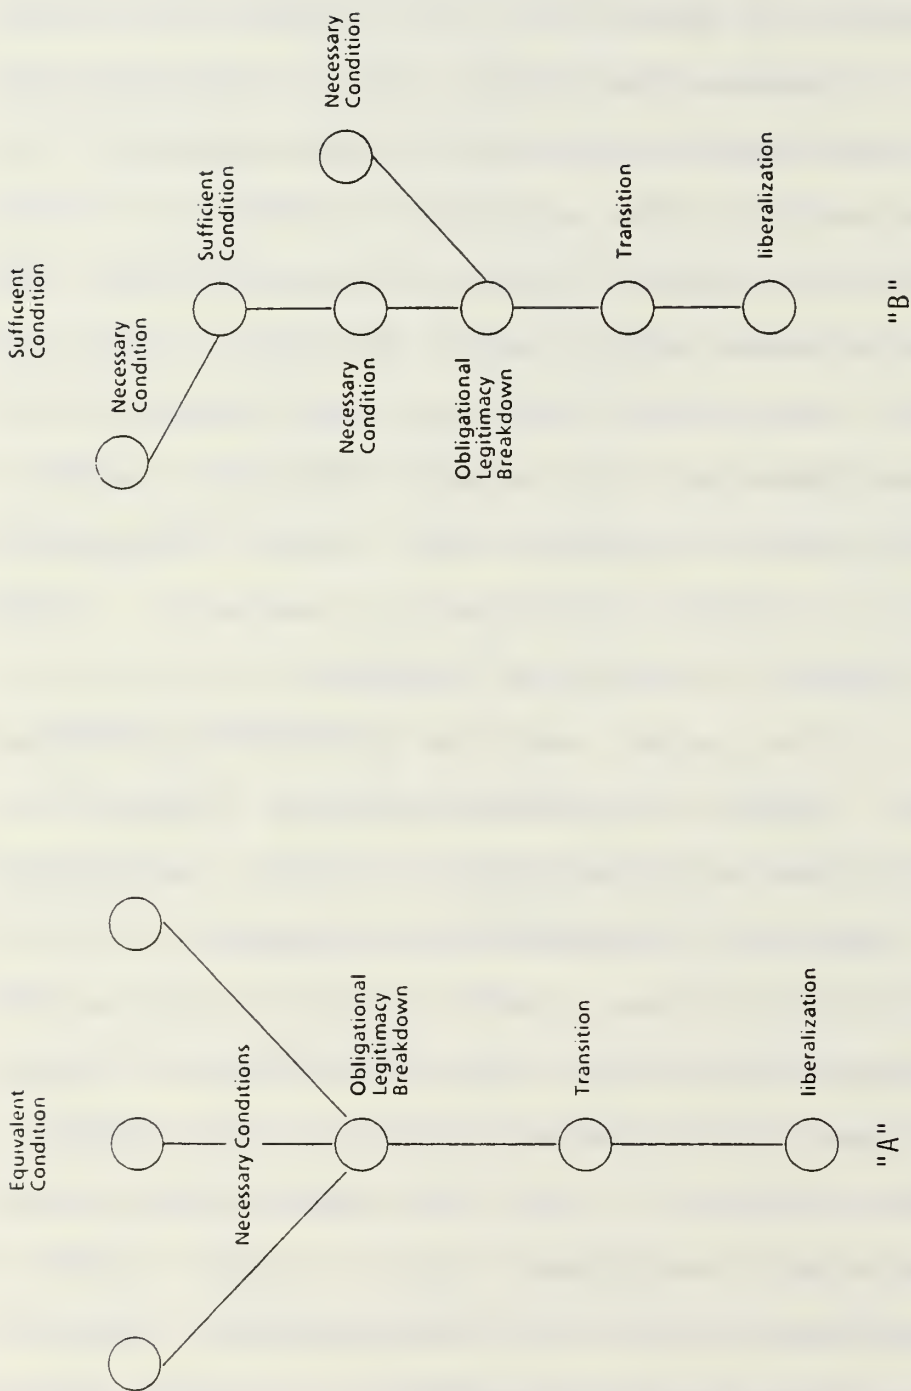 Equivalent
Condition
Necessary Conditions
Obligational
Legitimacy
Breakdown
Transition
liberalization
"A"
Sufficient
Condition
Necessary
Condition
Sufficient
Condition
Necessary
Condition
Necessary
Condition
Obligational
Legitimacy
Breakdown
Transition
liberalization
"B"